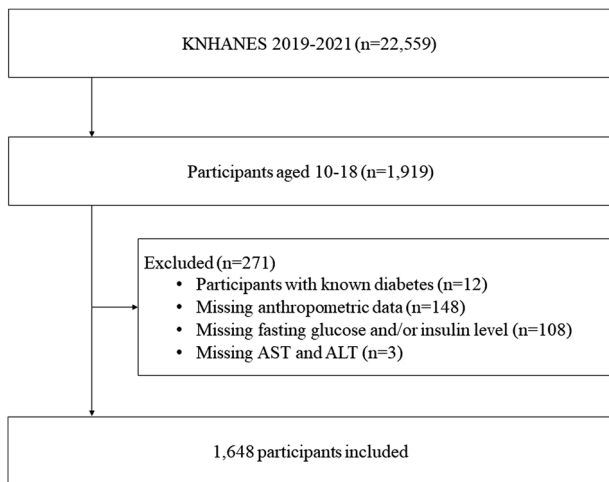 KNHANES 2019-2021 (n=22,559)
Participants aged 10-18 (n=1,919)
Excluded (n=271)
• Participants with known diabetes (n=12)
• Missing anthropometric data (n=148)
• Missing fasting glucose and/or insulin level (n=108)
• Missing AST and ALT (n=3)
1,648 participants included